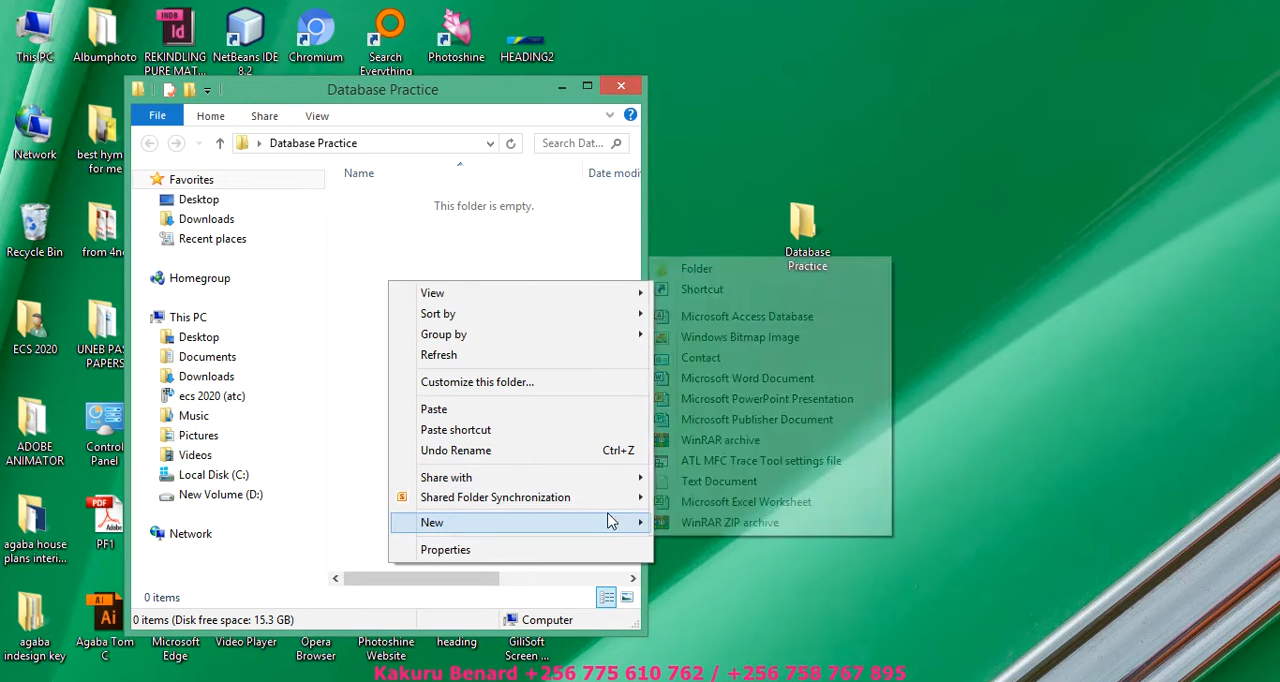 This PC
Albumphoto
REKINDLING
PURE MAT...
NetBeans IDE
8.2
Chromium
Search
Everything
Photoshine
HEADING2
INDB
Id
Network
best hym
for me
Recycle Bin
from 4n
ECS 2020
UNEB PAS
PAPERS
ADOBE
ANIMATOR
Control
Panel
agaba house
plans interi...
PDF
Adobe
PF1
agaba
indesign key
Ai
Ai
Agaba Tom
C
Microsoft
Edge
Video Player
Opera
Browser
Photoshine
Website
heading
GiliSoft
Screen ...
Database
Practice
Database Practice
File
Home
Share
View
Database Practice
Search Dat...
Favorites
Desktop
Downloads
Recent places
Homegroup
This PC
Desktop
Documents
Downloads
ecs 2020 (atc)
Music
Pictures
Videos
Local Disk (C:)
New Volume (D:)
Network
Name
Date modi
This folder is empty.
View
Sort by
Group by
Refresh
Customize this folder...
Paste
Paste shortcut
Undo Rename Ctrl+Z
Share with
Shared Folder Synchronization
New
Properties
Folder
Shortcut
Microsoft Access Database
Windows Bitmap Image
Contact
Microsoft Word Document
Microsoft PowerPoint Presentation
Microsoft Publisher Document
WinRAR archive
ATL MFC Trace Tool settings file
Text Document
Microsoft Excel Worksheet
WinRAR ZIP archive
0 items
0 items (Disk free space: 15.3 GB)
Computer
Kakuru Benard +256 775 610 762 / +256 758 767 895